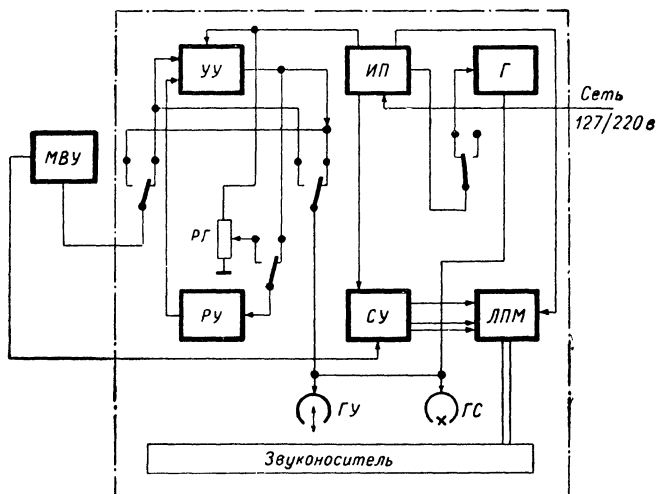 УУ
ИП
Г
Сеть
127/220 в
МВУ
РГ
РУ
СУ
ЛПМ
ГУ
ГС
Звуконоситель